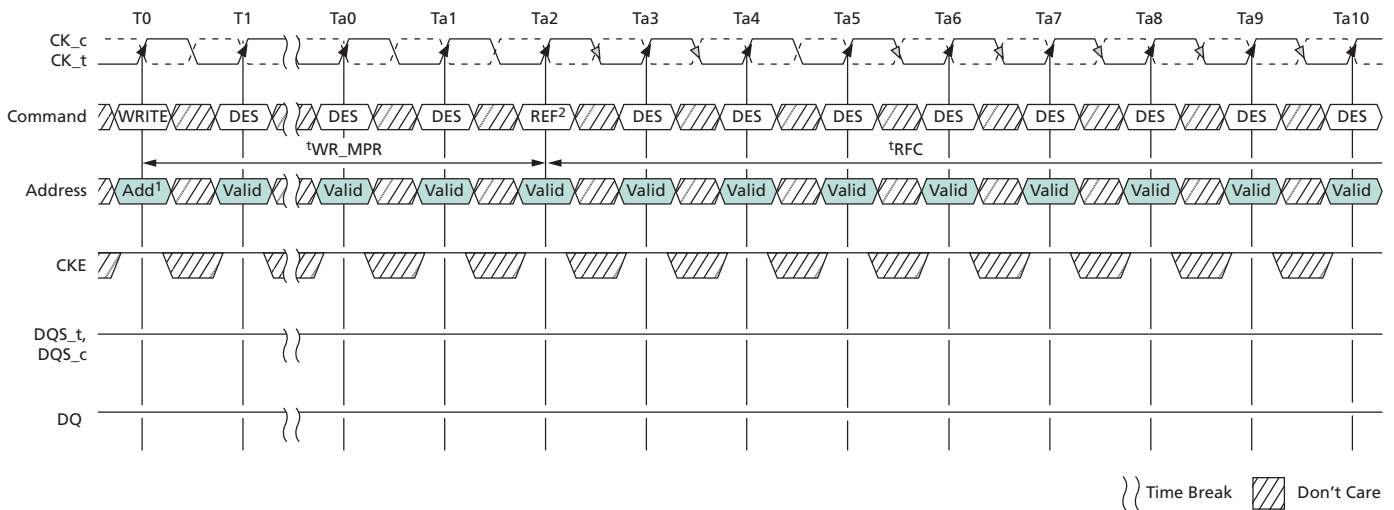 T0 T1 Ta0 Ta1 Ta2 Ta3 Ta4 Ta5 Ta6 Ta7 Ta8 Ta9 Ta10
CK_c
CK_t
Command WRITE DES DES DES REF2 DES DES DES DES DES DES DES DES
tWR_MPR tRFC
Address Add1 Valid Valid Valid Valid Valid Valid Valid Valid Valid Valid Valid Valid
CKE
DQS_t,
DQS_c
DQ
Time Break Don't Care